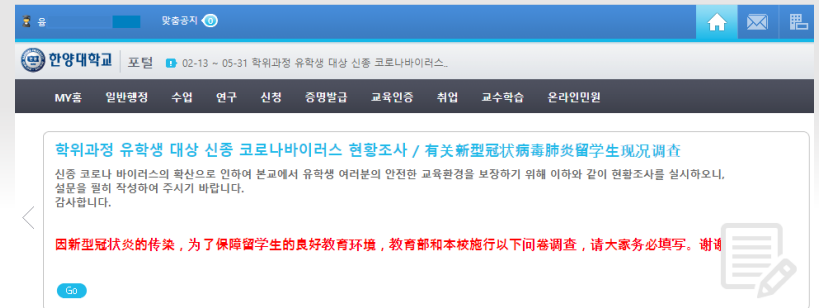 유 맞춤공지 0
한양대학교 포털 02-13 ~ 05-31 학위과정 유학생 대상 신종 코로나바이러스..
MY홈 일반행정 수업 연구 신청 증명발급 교육인증 취업 교수학습 온라인민원
학위과정 유학생 대상 신종 코로나바이러스 현황조사 / 有关新型冠状病毒肺炎留学生现况调查
신종 코로나 바이러스의 확산으로 인하여 본교에서 유학생 여러분의 안전한 교육환경을 보장하기 위해 이하와 같이 현황조사를 실시하오니,
설문을 필히 작성하여 주시기 바랍니다.
감사합니다.
因新型冠状炎的传染，为了保障留学生的良好教育环境，教育部和本校施行以下问卷调查，请大家务必填写。谢谢
Go